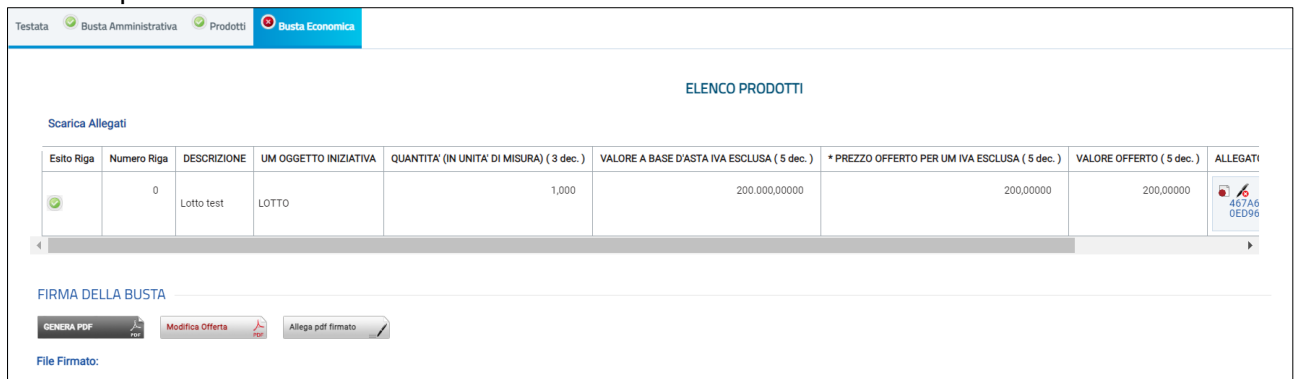 Testata Busta Amministrativa Prodotti Busta Economica
ELENCO PRODOTTI
Scarica Allegati
Esito Riga Numero Riga DESCRIZIONE UM OGGETTO INIZIATIVA QUANTITA' (IN UNITA' DI MISURA) ( 3 dec. ) VALORE A BASE D'ASTA IVA ESCLUSA ( 5 dec. ) * PREZZO OFFERTO PER UM IVA ESCLUSA ( 5 dec. ) VALORE OFFERTO ( 5 dec. ) ALLEGAT
0 Lotto test LOTTO 1,000 200.000,00000 200,00000 200,00000 467A6
0ED96
FIRMA DELLA BUSTA
GENERA PDF Modifica Offerta Allega pdf firmato
File Firmato: